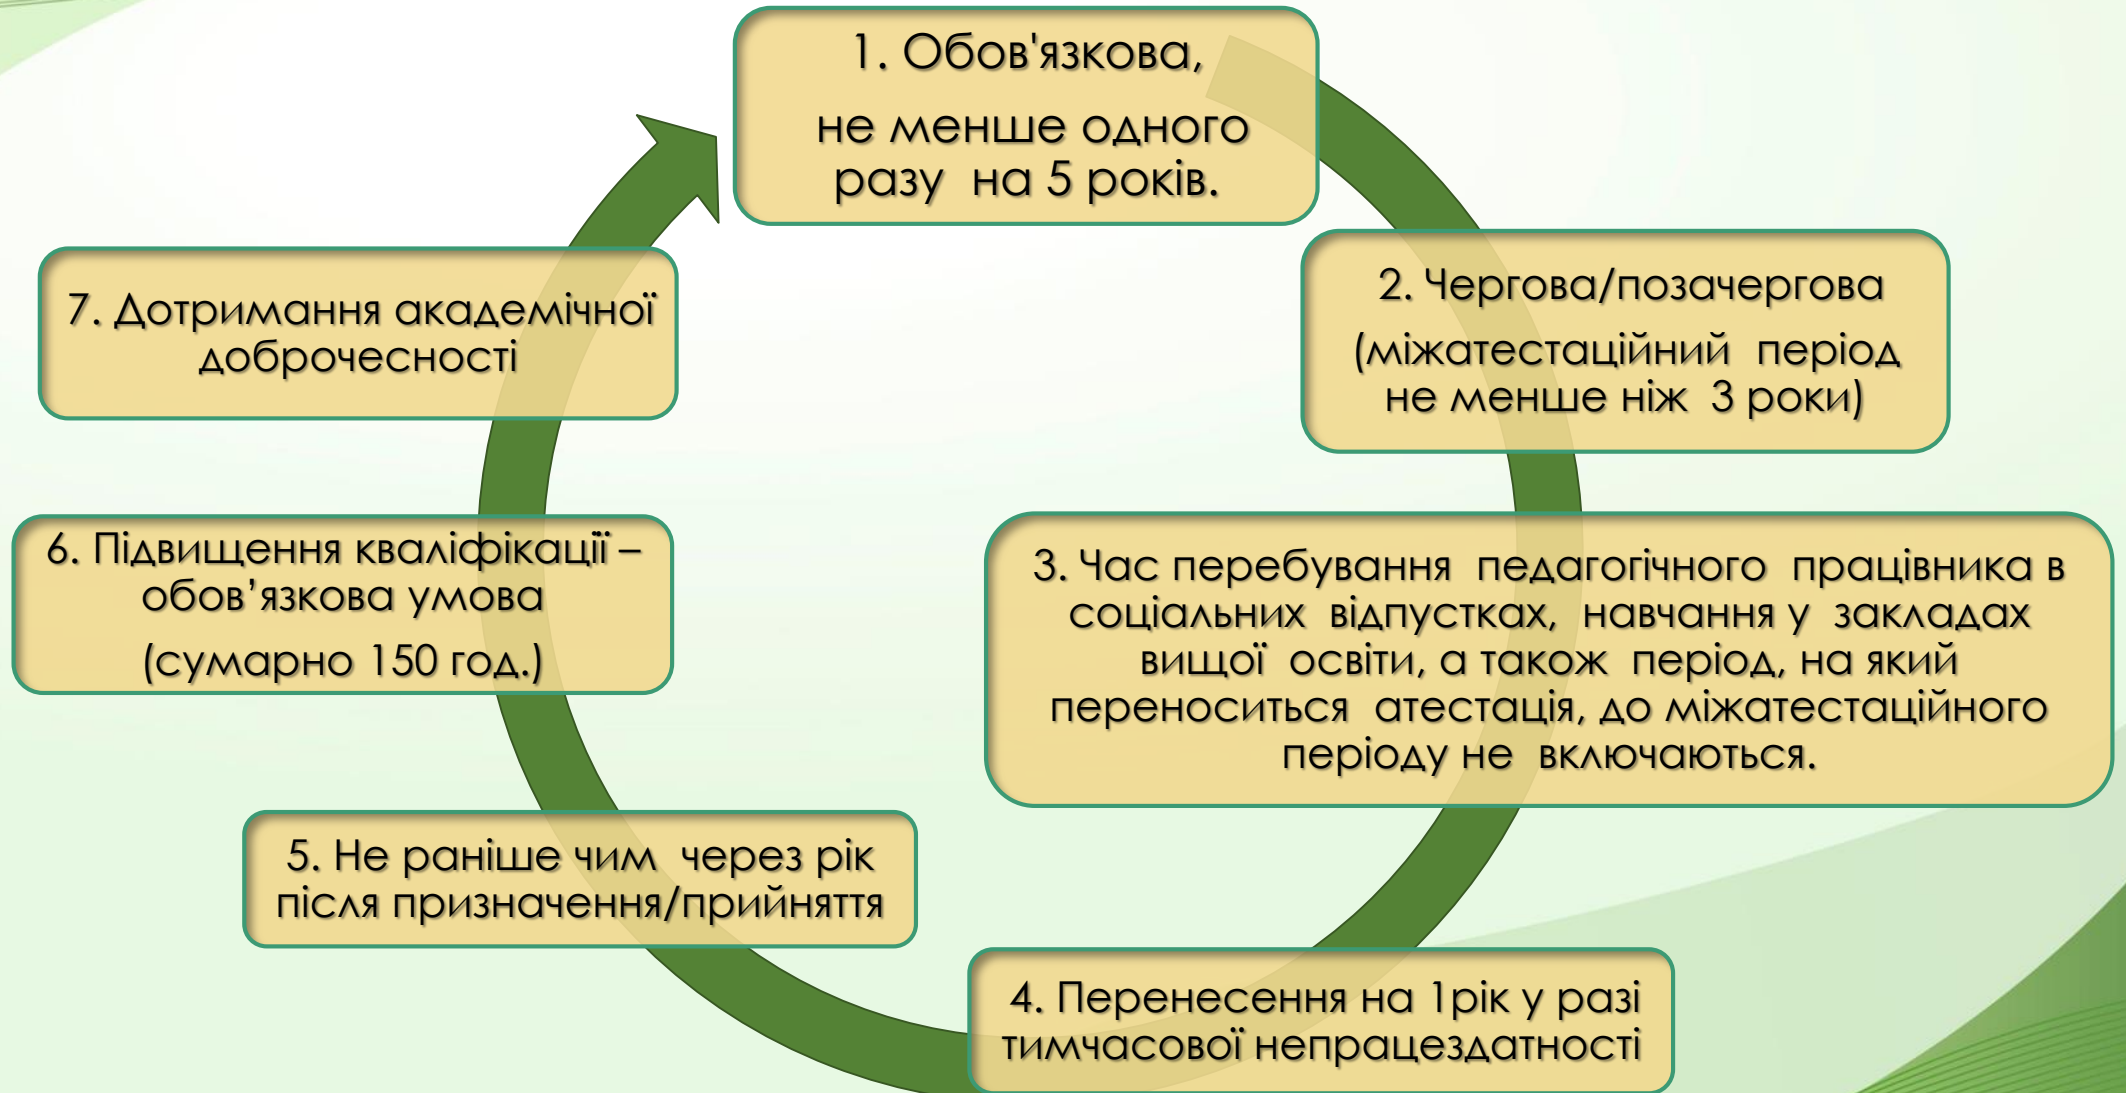 1. Обов'язкова,
не менше одного
разу на 5 років.
2. Чергова/позачергова
(міжатестаційний період
не менше ніж 3 роки)
3. Час перебування педагогічного працівника в
соціальних відпустках, навчання у закладах
вищої освіти, а також період, на який
переноситься атестація, до міжатестаційного
періоду не включаються.
4. Перенесення на 1рік у разі
тимчасової непрацездатності
5. Не раніше чим через рік
після призначення/прийняття
6. Підвищення кваліфікації –
обов’язкова умова
(сумарно 150 год.)
7. Дотримання академічної
доброчесності